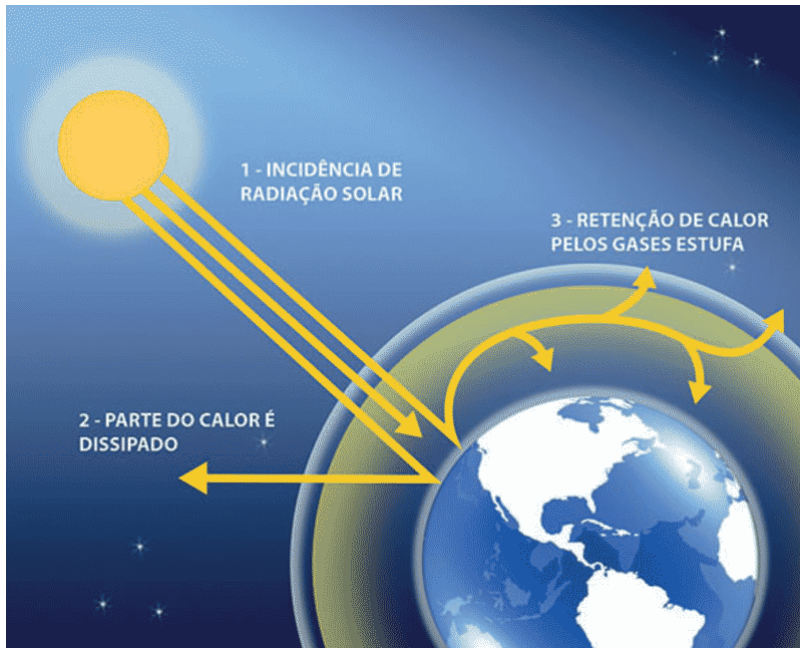 1 - INCIDÊNCIA DE
RADIAÇÃO SOLAR
3 - RETENÇÃO DE CALOR
PELOS GASES ESTUFA
2 - PARTE DO CALOR É
DISSIPADO